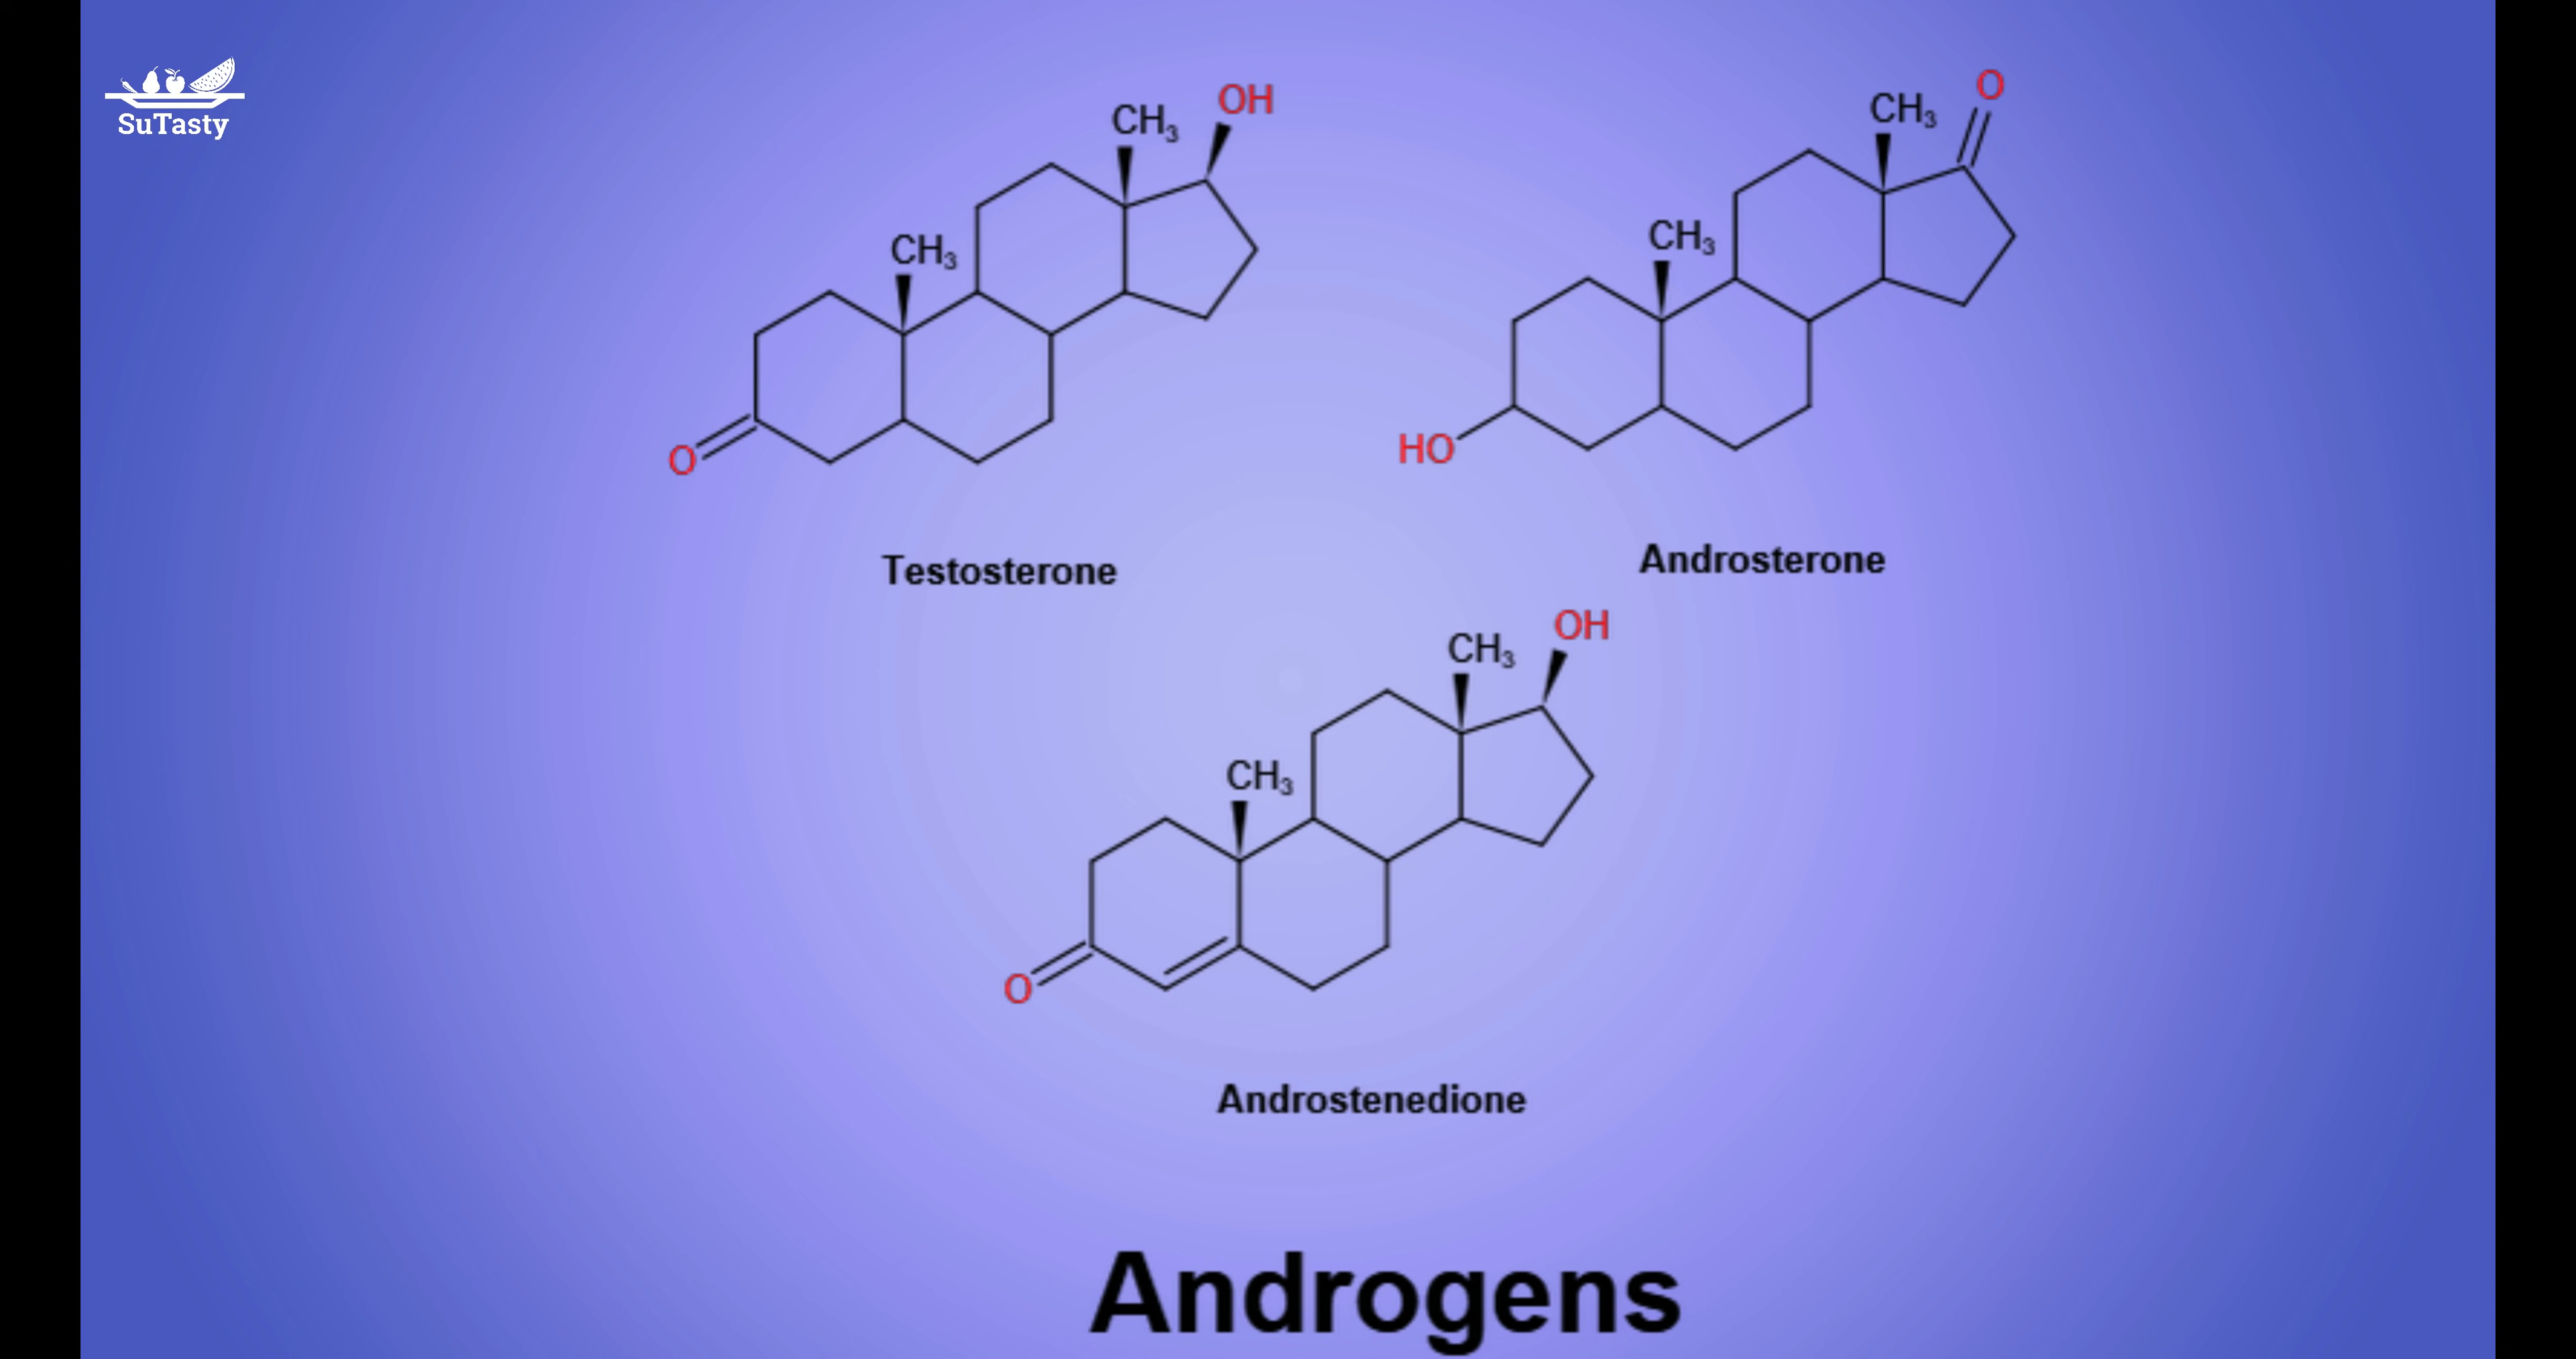 SuTasty
CH₃
OH
CH₃
O
Testosterone
CH₃
O
CH₃
HO
Androsterone
CH₃
OH
CH₃
O
Androstenedione
Androgens